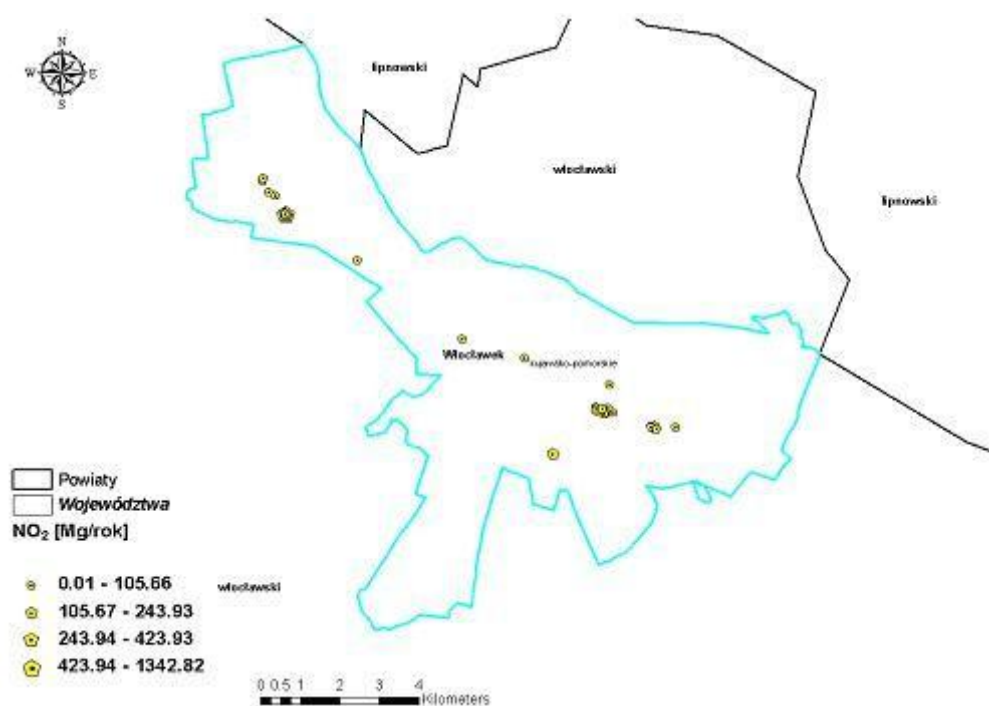 N
W E
S
lipnowski
włocławski
lipnowski
Włocławek
kujawsko-pomorskie
Powiaty
Województwa
NO₂ [Mg/rok]
0.01 - 105.66
włocławski
105.67 - 243.93
243.94 - 423.93
423.94 - 1342.82
0 0.5 1 2 3 4
Kilometers